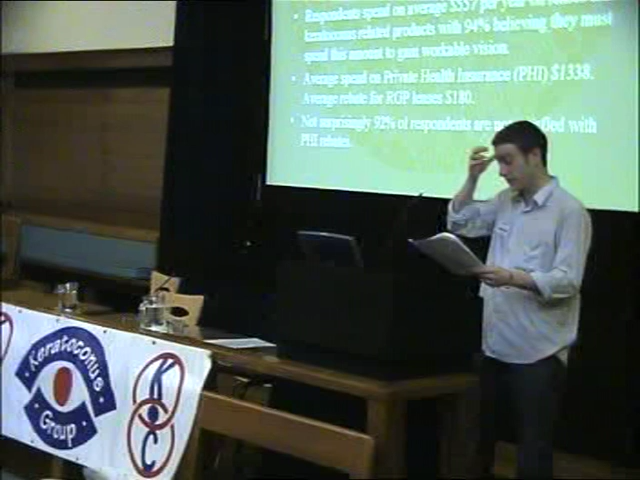 • Respondents spend on average $557 per year on
keratoconus related products with 94% believing they must
spend this amount to gain workable vision.
• Average spend on Private Health Insurance (PHI) $1338.
Average rebate for RGP lenses $180.
• Not surprisingly 92% of respondents are with
PHI rebates.
Keratoconus
Group
K
C